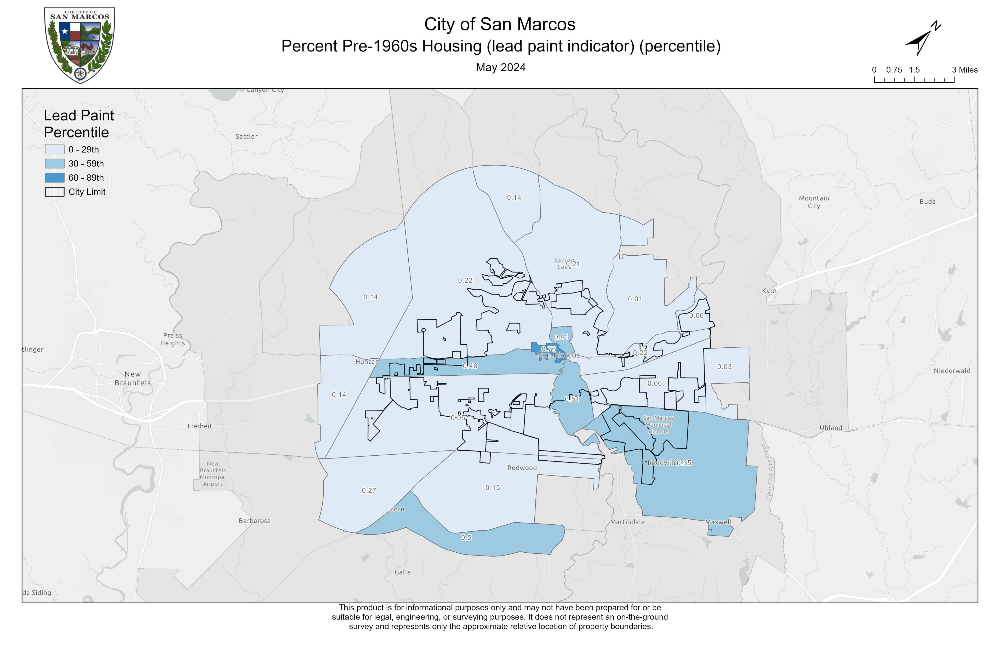 THE CITY OF
SAN MARCOS
City of San Marcos
Percent Pre-1960s Housing (lead paint indicator) (percentile)
May 2024
N
0 0.75 1.5 3 Miles
Lead Paint
Percentile
0 - 29th
30 - 59th
60 - 89th
City Limit
Canyon City
Sattler
Mountain
City
Buda
0.14
Spring
Lake
0.21
0.22
0.14
0.01
Kyle
0.06
Preiss
Heights
tlinger
0.41
0.76
San Marcos
0.22
Hunter
0.46
0.03
Niederwald
New
Braunfels
0.06
0.14
0.51
0.05
San Marcos
Municipal
Airport
Freiheit
Uhland
Clear Fork Plum Creek
Reedville
0.35
New
Braunfels
Municipal
Airport
Redwood
0.27
0.15
Zorn
Barbarosa
Martindale
Maxwell
0.5
Galle
da Siding
This product is for informational purposes only and may not have been prepared for or be
suitable for legal, engineering, or surveying purposes. It does not represent an on-the-ground
survey and represents only the approximate relative location of property boundaries.